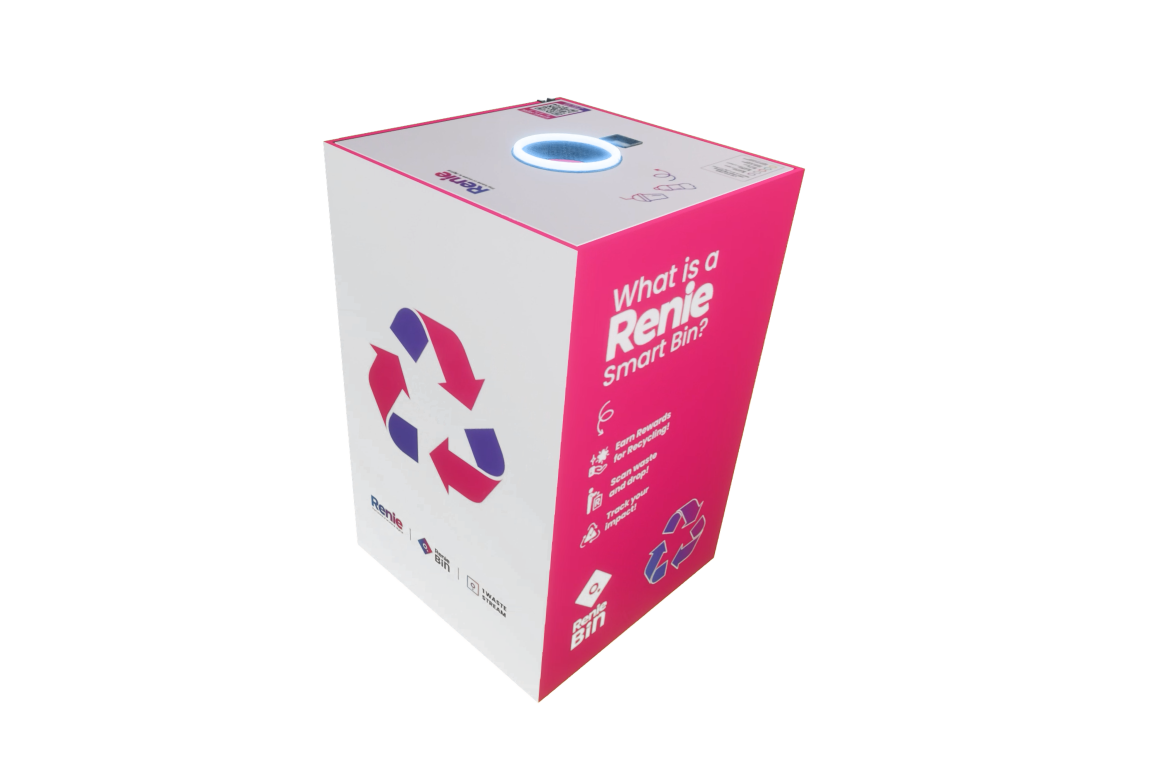 Renie
What is a
Renie
Smart Bin?
Earn Rewards
for Recycling!
Scan waste
and drop!
Track your
impact!
Renie
Bin
Renie
Renie
Bin
1 WASTE
STREAM